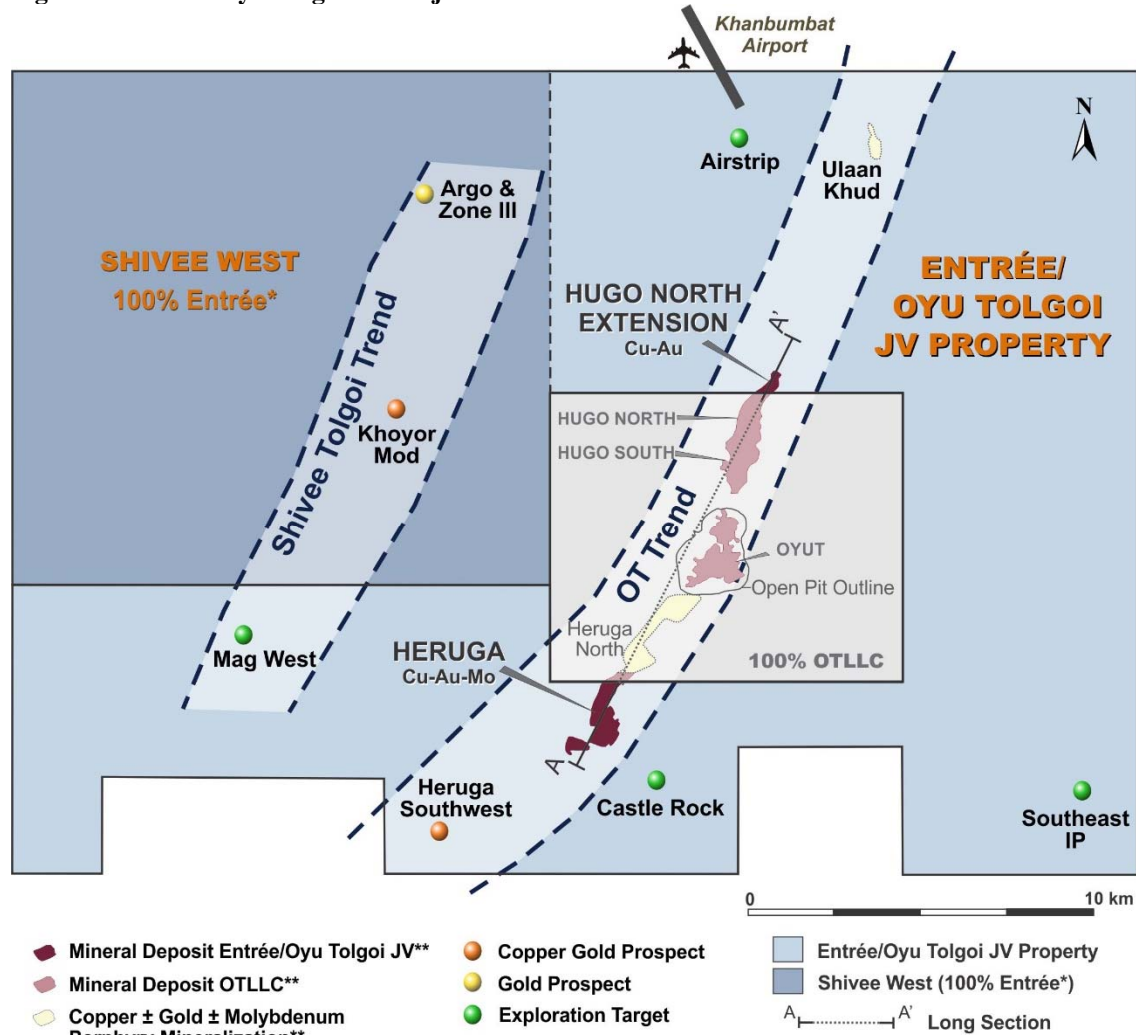 Khanbumbat
Airport
N
Airstrip
Ulaan
Khud
Argo &
Zone III
SHIVEE WEST
100% Entrée*
ENTRÉE/
OYU TOLGOI
JV PROPERTY
HUGO NORTH
EXTENSION
Cu-Au
A'
Shivee Tolgoi Trend
Khoyor
Mod
HUGO NORTH
HUGO SOUTH
OT Trend
OYUT
Open Pit Outline
Heruga
North
100% OTLLC
Mag West
HERUGA
Cu-Au-Mo
A
Heruga
Southwest
Castle Rock
Southeast
IP
0 10 km
Mineral Deposit Entrée/Oyu Tolgoi JV**
Mineral Deposit OTLLC**
Copper ± Gold ± Molybdenum
Copper Gold Prospect
Gold Prospect
Exploration Target
Entrée/Oyu Tolgoi JV Property
Shivee West (100% Entrée*)
A A' Long Section